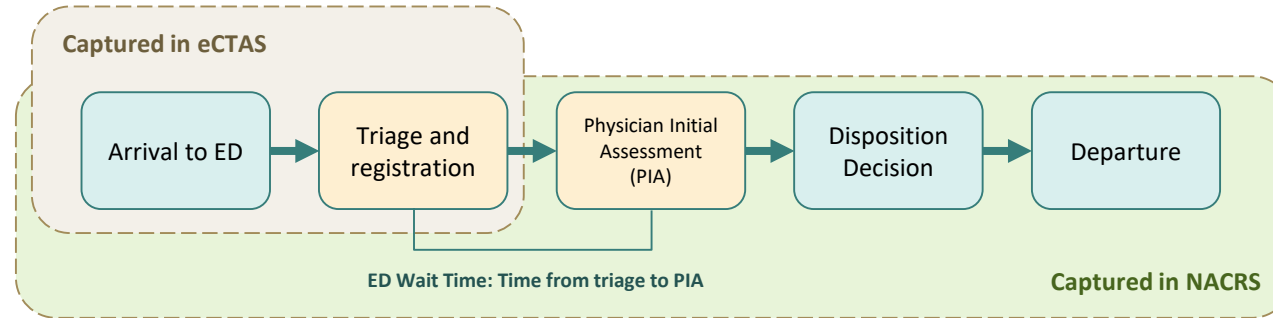 Captured in eCTAS
Arrival to ED
Triage and
registration
Physician Initial
Assessment
(PIA)
Disposition
Decision
Departure
ED Wait Time: Time from triage to PIA
Captured in NACRS